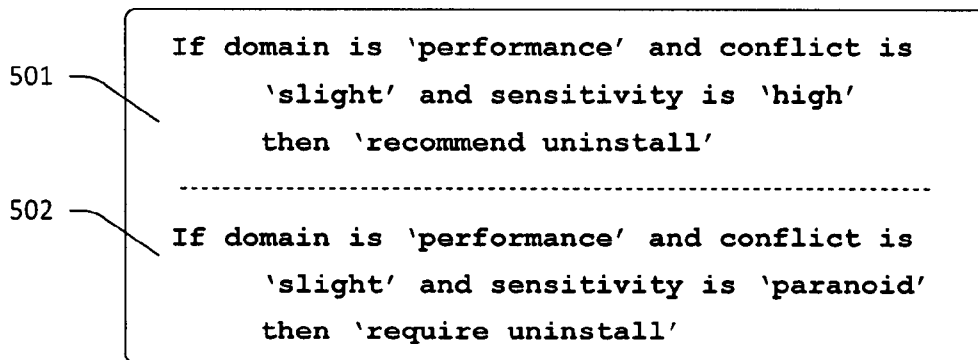 If domain is ‘performance’ and conflict is
501
‘slight’ and sensitivity is ‘high’
then ‘recommend uninstall’
502
If domain is ‘performance’ and conflict is
‘slight’ and sensitivity is ‘paranoid’
then ‘require uninstall’